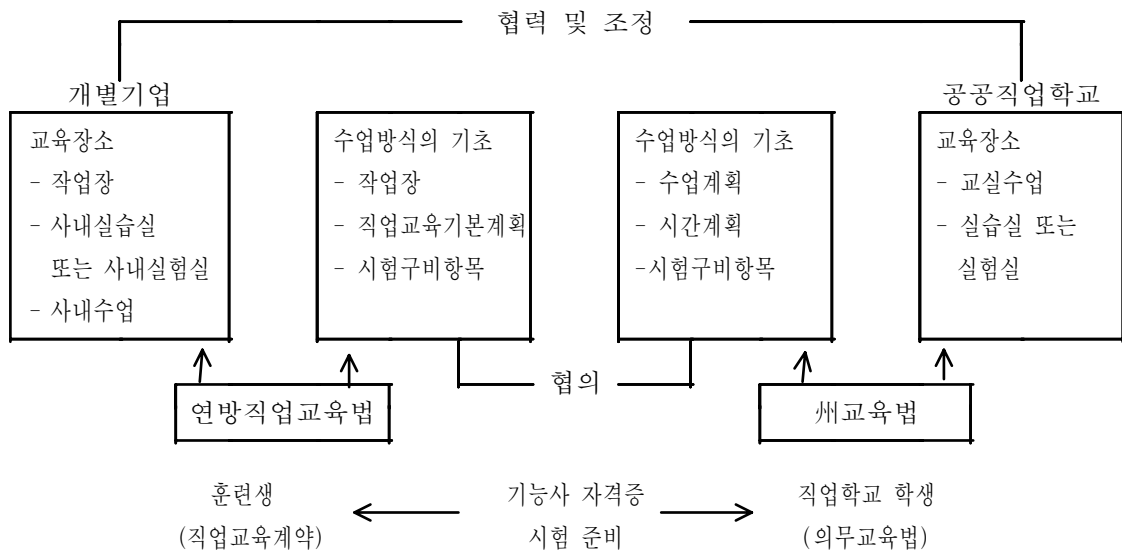 협력 및 조정
개별기업
공공직업학교
교육장소
- 작업장
- 사내실습실
또는 사내실험실
- 사내수업
수업방식의 기초
- 작업장
- 직업교육기본계획
- 시험구비항목
수업방식의 기초
- 수업계획
- 시간계획
-시험구비항목
교육장소
- 교실수업
- 실습실 또는
실험실
협의
연방직업교육법
州교육법
훈련생
(직업교육계약)
기능사 자격증
시험 준비
직업학교 학생
(의무교육법)